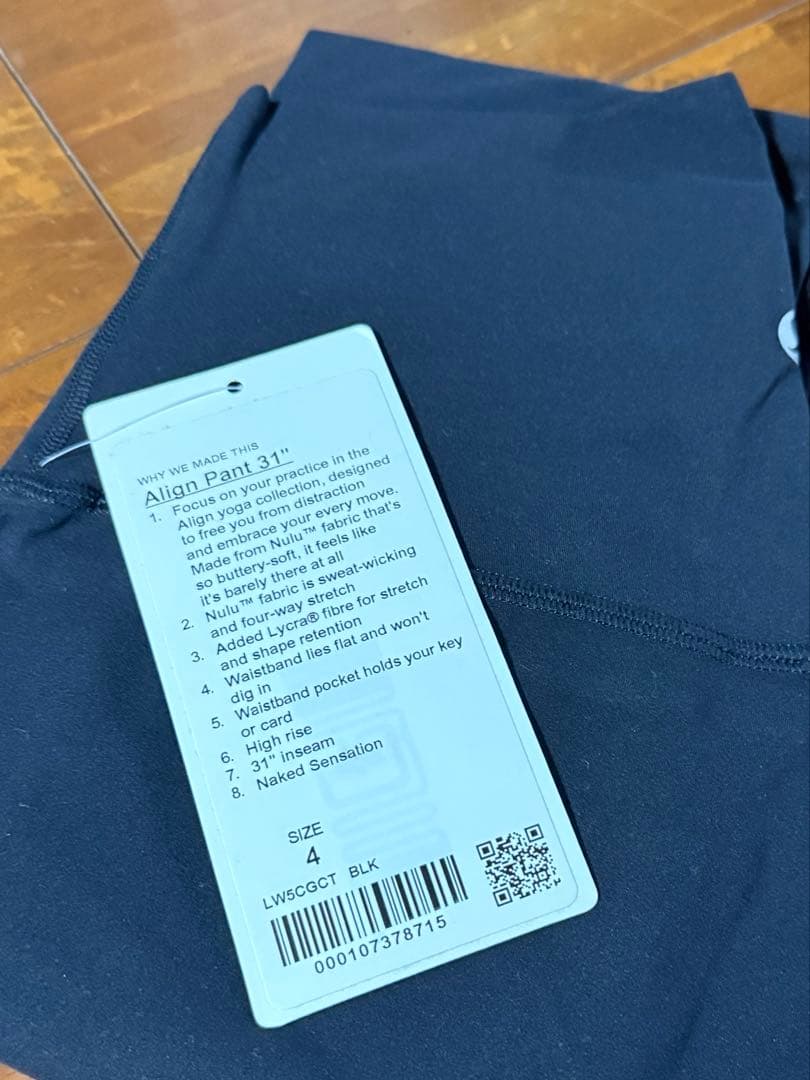 WHY WE MADE THIS
Align Pant 31"
1. Focus on your practice in the
Align yoga collection, designed
to free you from distraction
and embrace your every move.
Made from Nulu™ fabric that's
so buttery-soft, it feels like
it's barely there at all
2. Nulu™ fabric is sweat-wicking
and four-way stretch
3. Added Lycra® fibre for stretch
and shape retention
4. Waistband lies flat and won't
dig in
5. Waistband pocket holds your key
or card
6. High rise
7. 31" inseam
8. Naked Sensation
SIZE
4
LW5CGCT BLK
000107378715